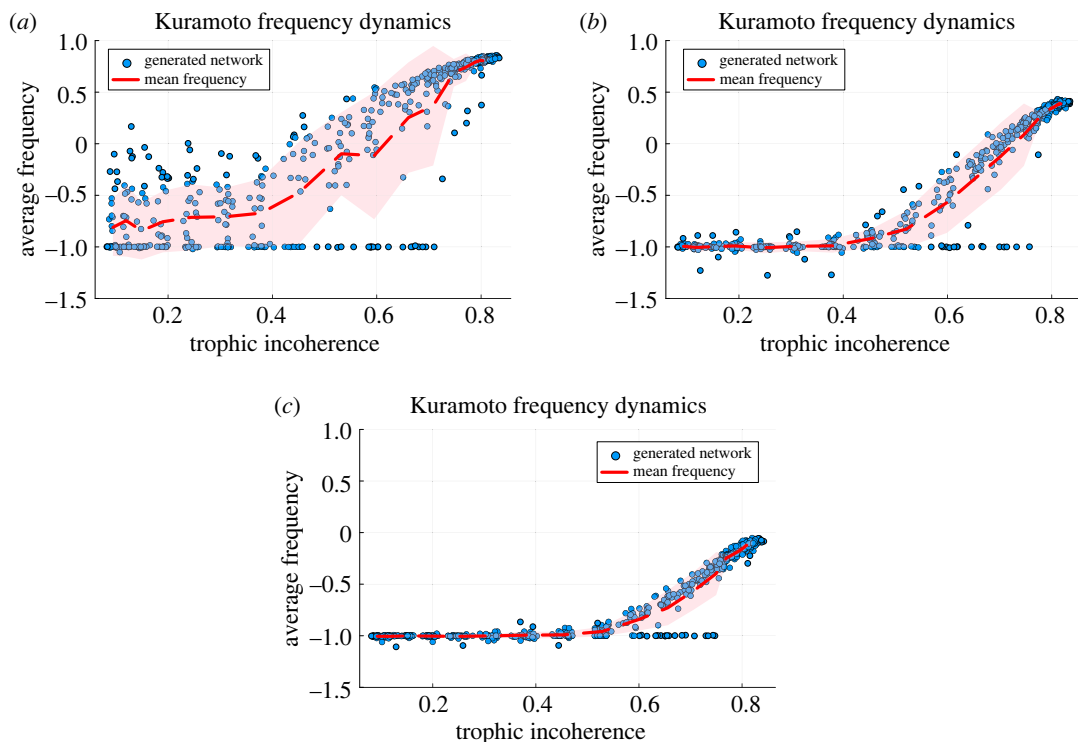 (a) Kuramoto frequency dynamics
generated network
mean frequency
1.0
0.5
0
−0.5
−1.0
−1.5
average frequency
0.2 0.4 0.6 0.8
trophic incoherence
(b) Kuramoto frequency dynamics
generated network
mean frequency
1.0
0.5
0
−0.5
−1.0
−1.5
average frequency
0.2 0.4 0.6 0.8
trophic incoherence
(c) Kuramoto frequency dynamics
generated network
mean frequency
1.0
0.5
0
−0.5
−1.0
−1.5
average frequency
0.2 0.4 0.6 0.8
trophic incoherence